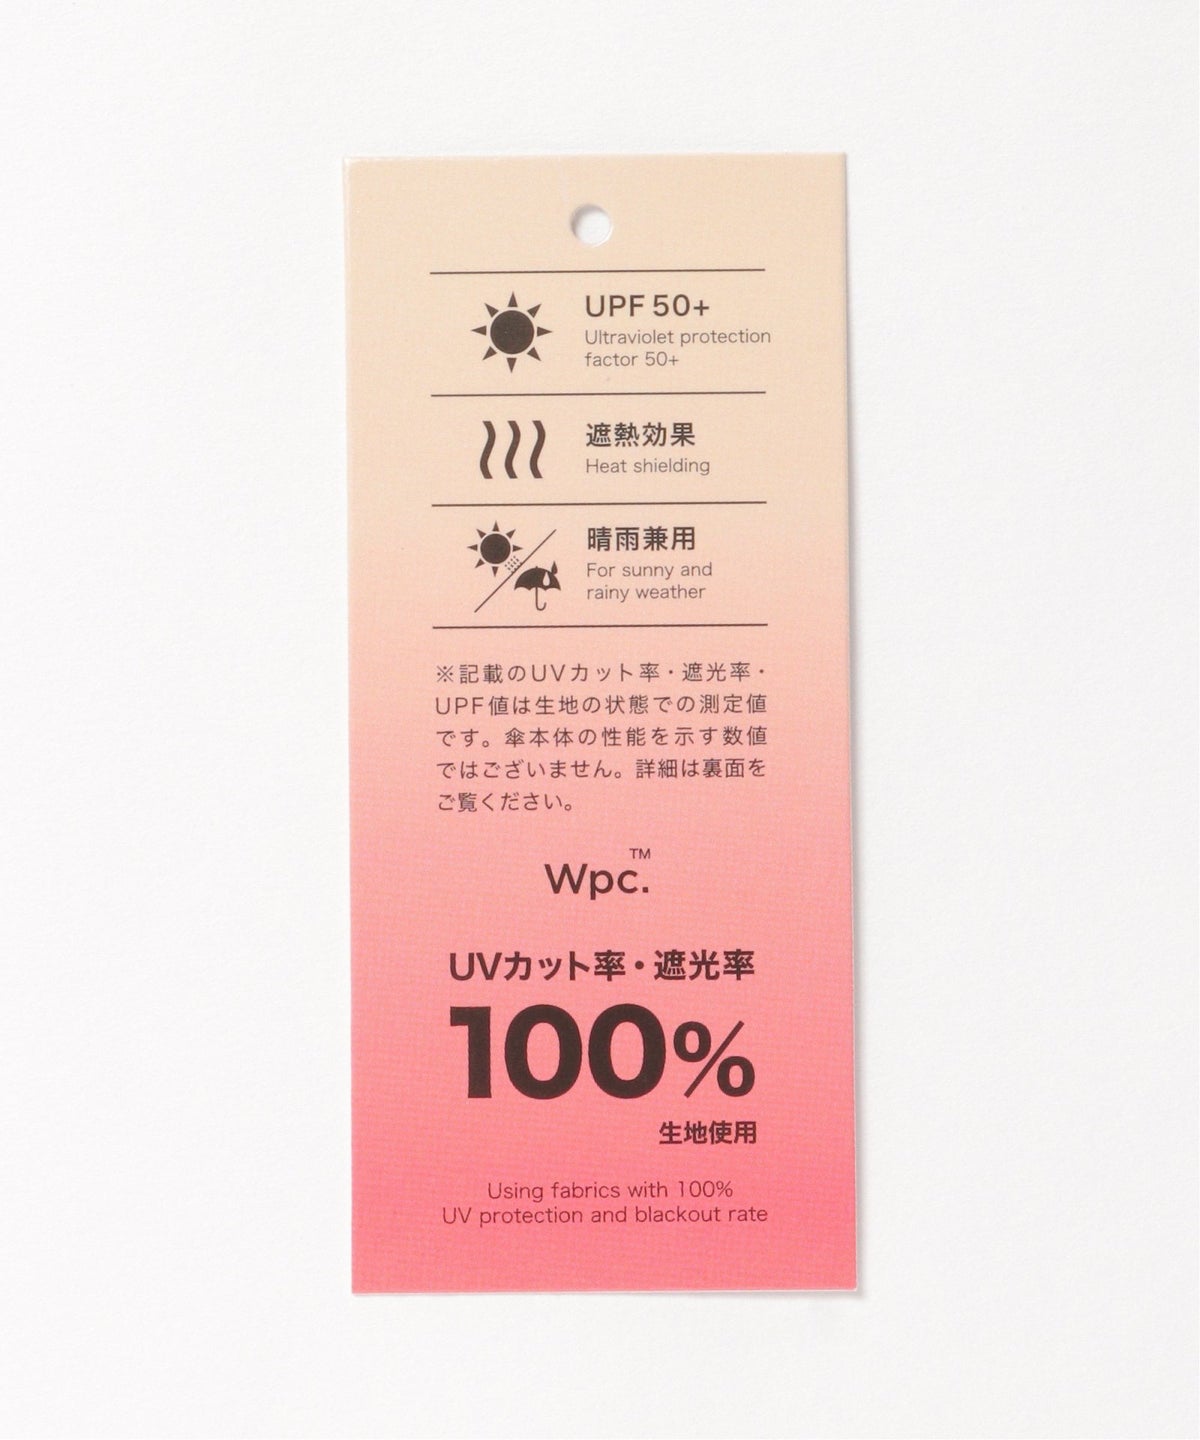 UPF 50+
Ultraviolet protection
factor 50+
遮熱効果
Heat shielding
晴雨兼用
For sunny and
rainy weather
※記載のUVカット率・遮光率・
UPF値は生地の状態での測定値
です。傘本体の性能を示す数値
ではございません。詳細は裏面を
ご覧ください。
Wpc.™
UVカット率・遮光率
100%
生地使用
Using fabrics with 100%
UV protection and blackout rate